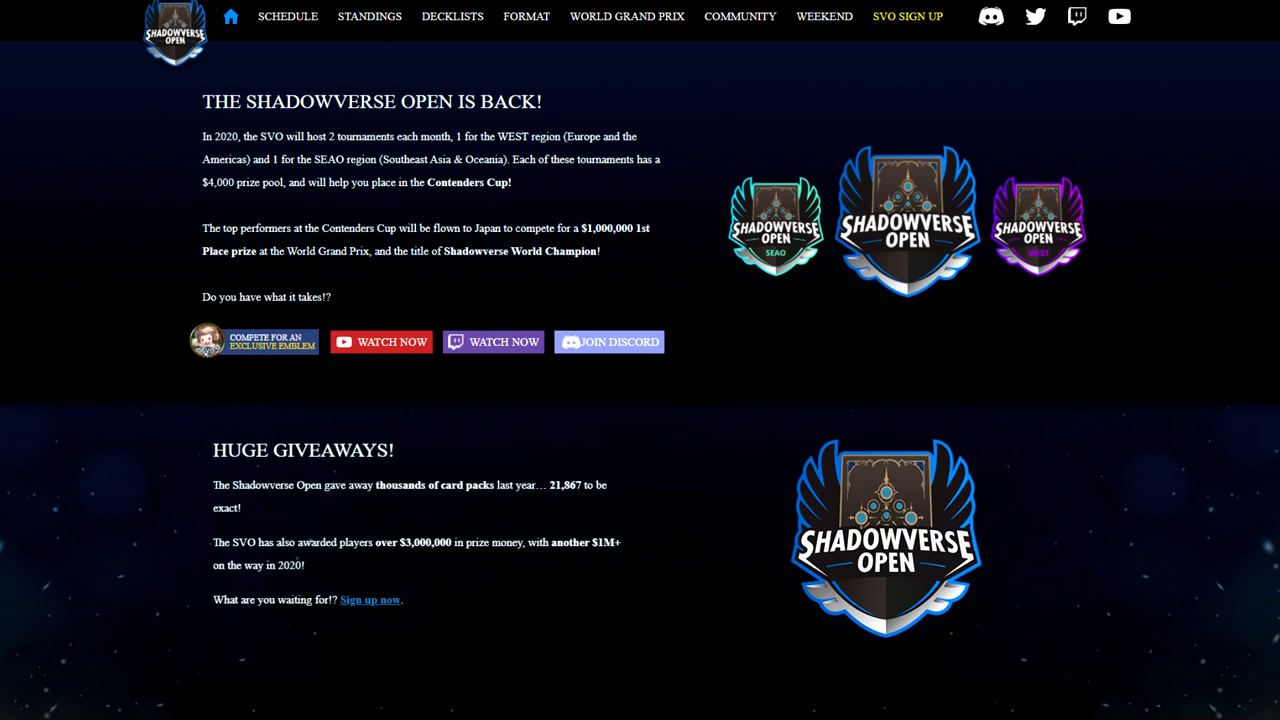 SHADOWVERSE
OPEN
SCHEDULE STANDINGS DECKLISTS FORMAT WORLD GRAND PRIX COMMUNITY WEEKEND SVO SIGN UP
THE SHADOWVERSE OPEN IS BACK!
In 2020, the SVO will host 2 tournaments each month, 1 for the WEST region (Europe and the
Americas) and 1 for the SEAO region (Southeast Asia & Oceania). Each of these tournaments has a
$4,000 prize pool, and will help you place in the Contenders Cup!
The top performers at the Contenders Cup will be flown to Japan to compete for a $1,000,000 1st
Place prize at the World Grand Prix, and the title of Shadowverse World Champion!
Do you have what it takes!?
SHADOWVERSE
OPEN
SEAO
SHADOWVERSE
OPEN
SHADOWVERSE
OPEN
WEST
SVO
COMPETE FOR AN
EXCLUSIVE EMBLEM
WATCH NOW
WATCH NOW
JOIN DISCORD
HUGE GIVEAWAYS!
The Shadowverse Open gave away thousands of card packs last year… 21,867 to be
exact!
The SVO has also awarded players over $3,000,000 in prize money, with another $1M+
on the way in 2020!
What are you waiting for!? Sign up now.
SHADOWVERSE
OPEN